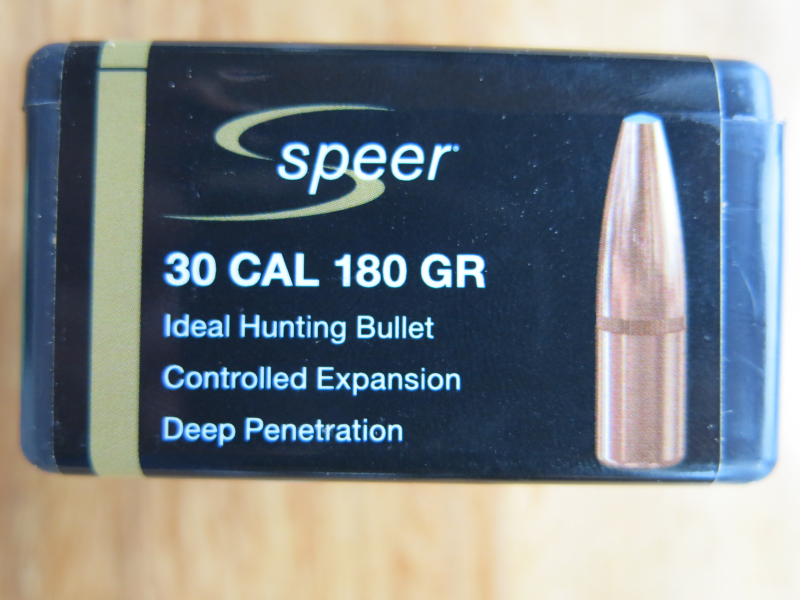 speer
30 CAL 180 GR
Ideal Hunting Bullet
Controlled Expansion
Deep Penetration